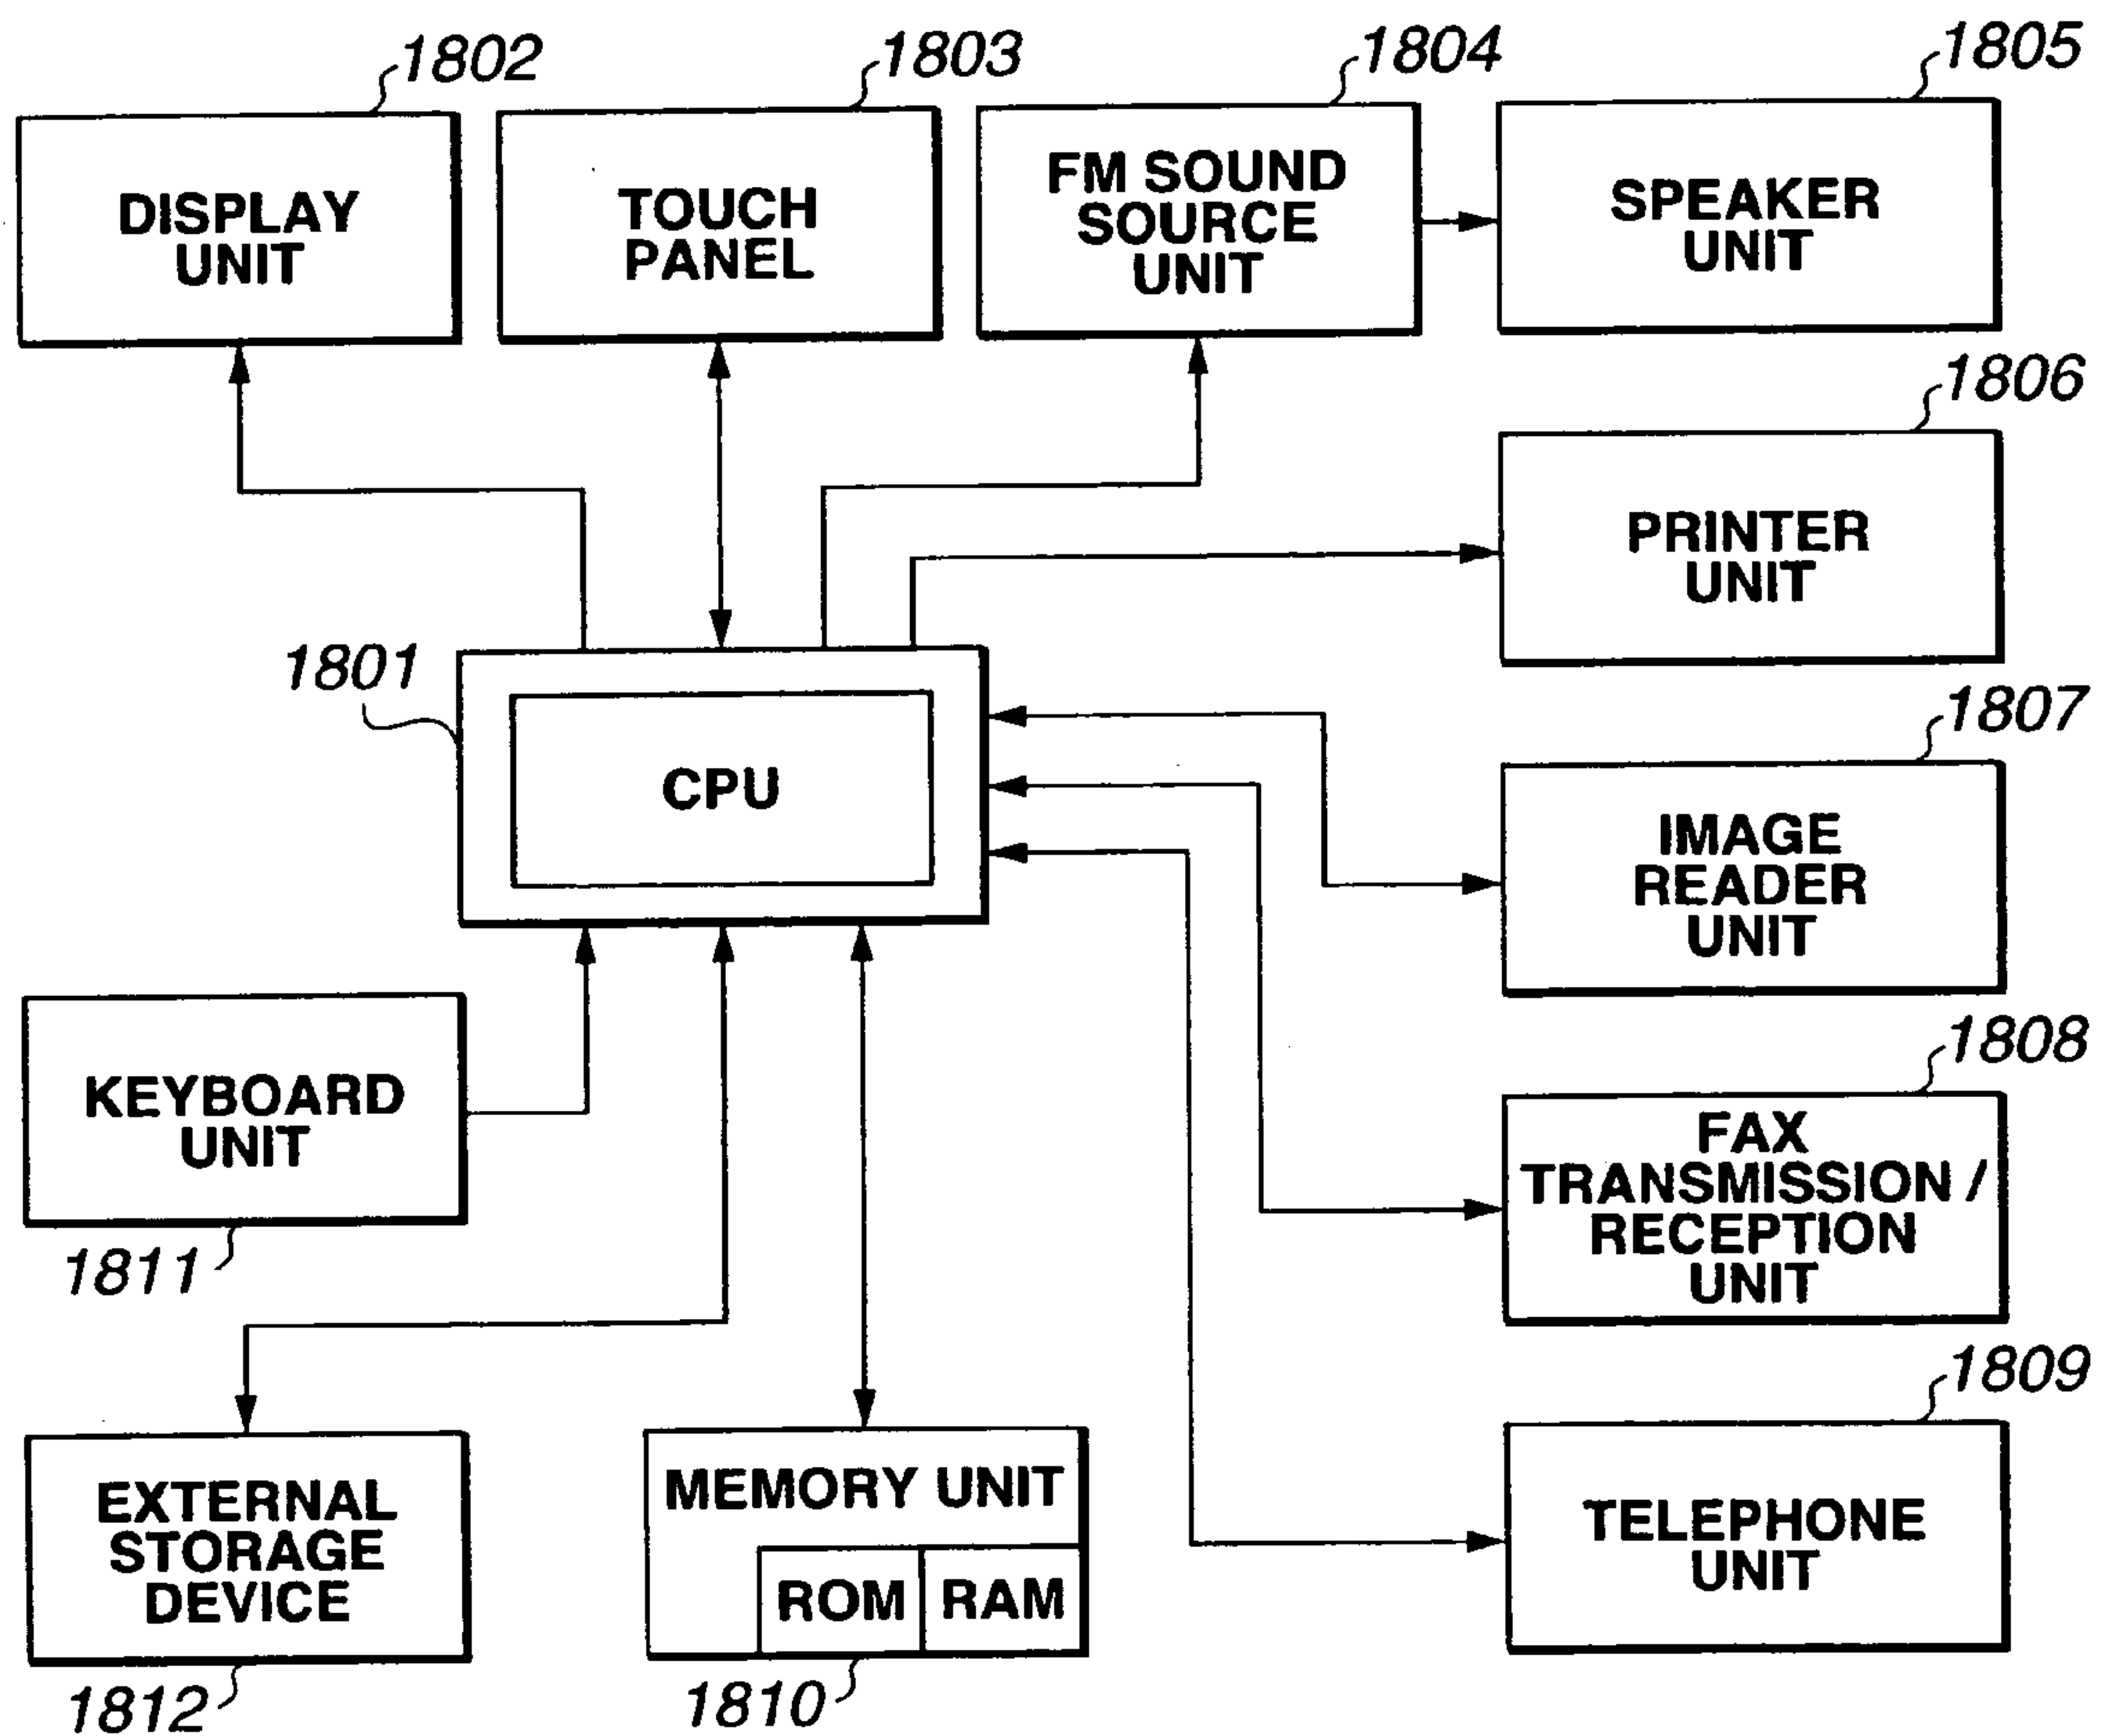 1802
1803
1804
1805
DISPLAY
UNIT
TOUCH
PANEL
FM SOUND
SOURCE
UNIT
SPEAKER
UNIT
1806
PRINTER
UNIT
1801
CPU
1807
IMAGE
READER
UNIT
1808
FAX
TRANSMISSION /
RECEPTION
UNIT
KEYBOARD
UNIT
1811
1809
TELEPHONE
UNIT
EXTERNAL
STORAGE
DEVICE
1812
MEMORY UNIT
ROM
RAM
1810